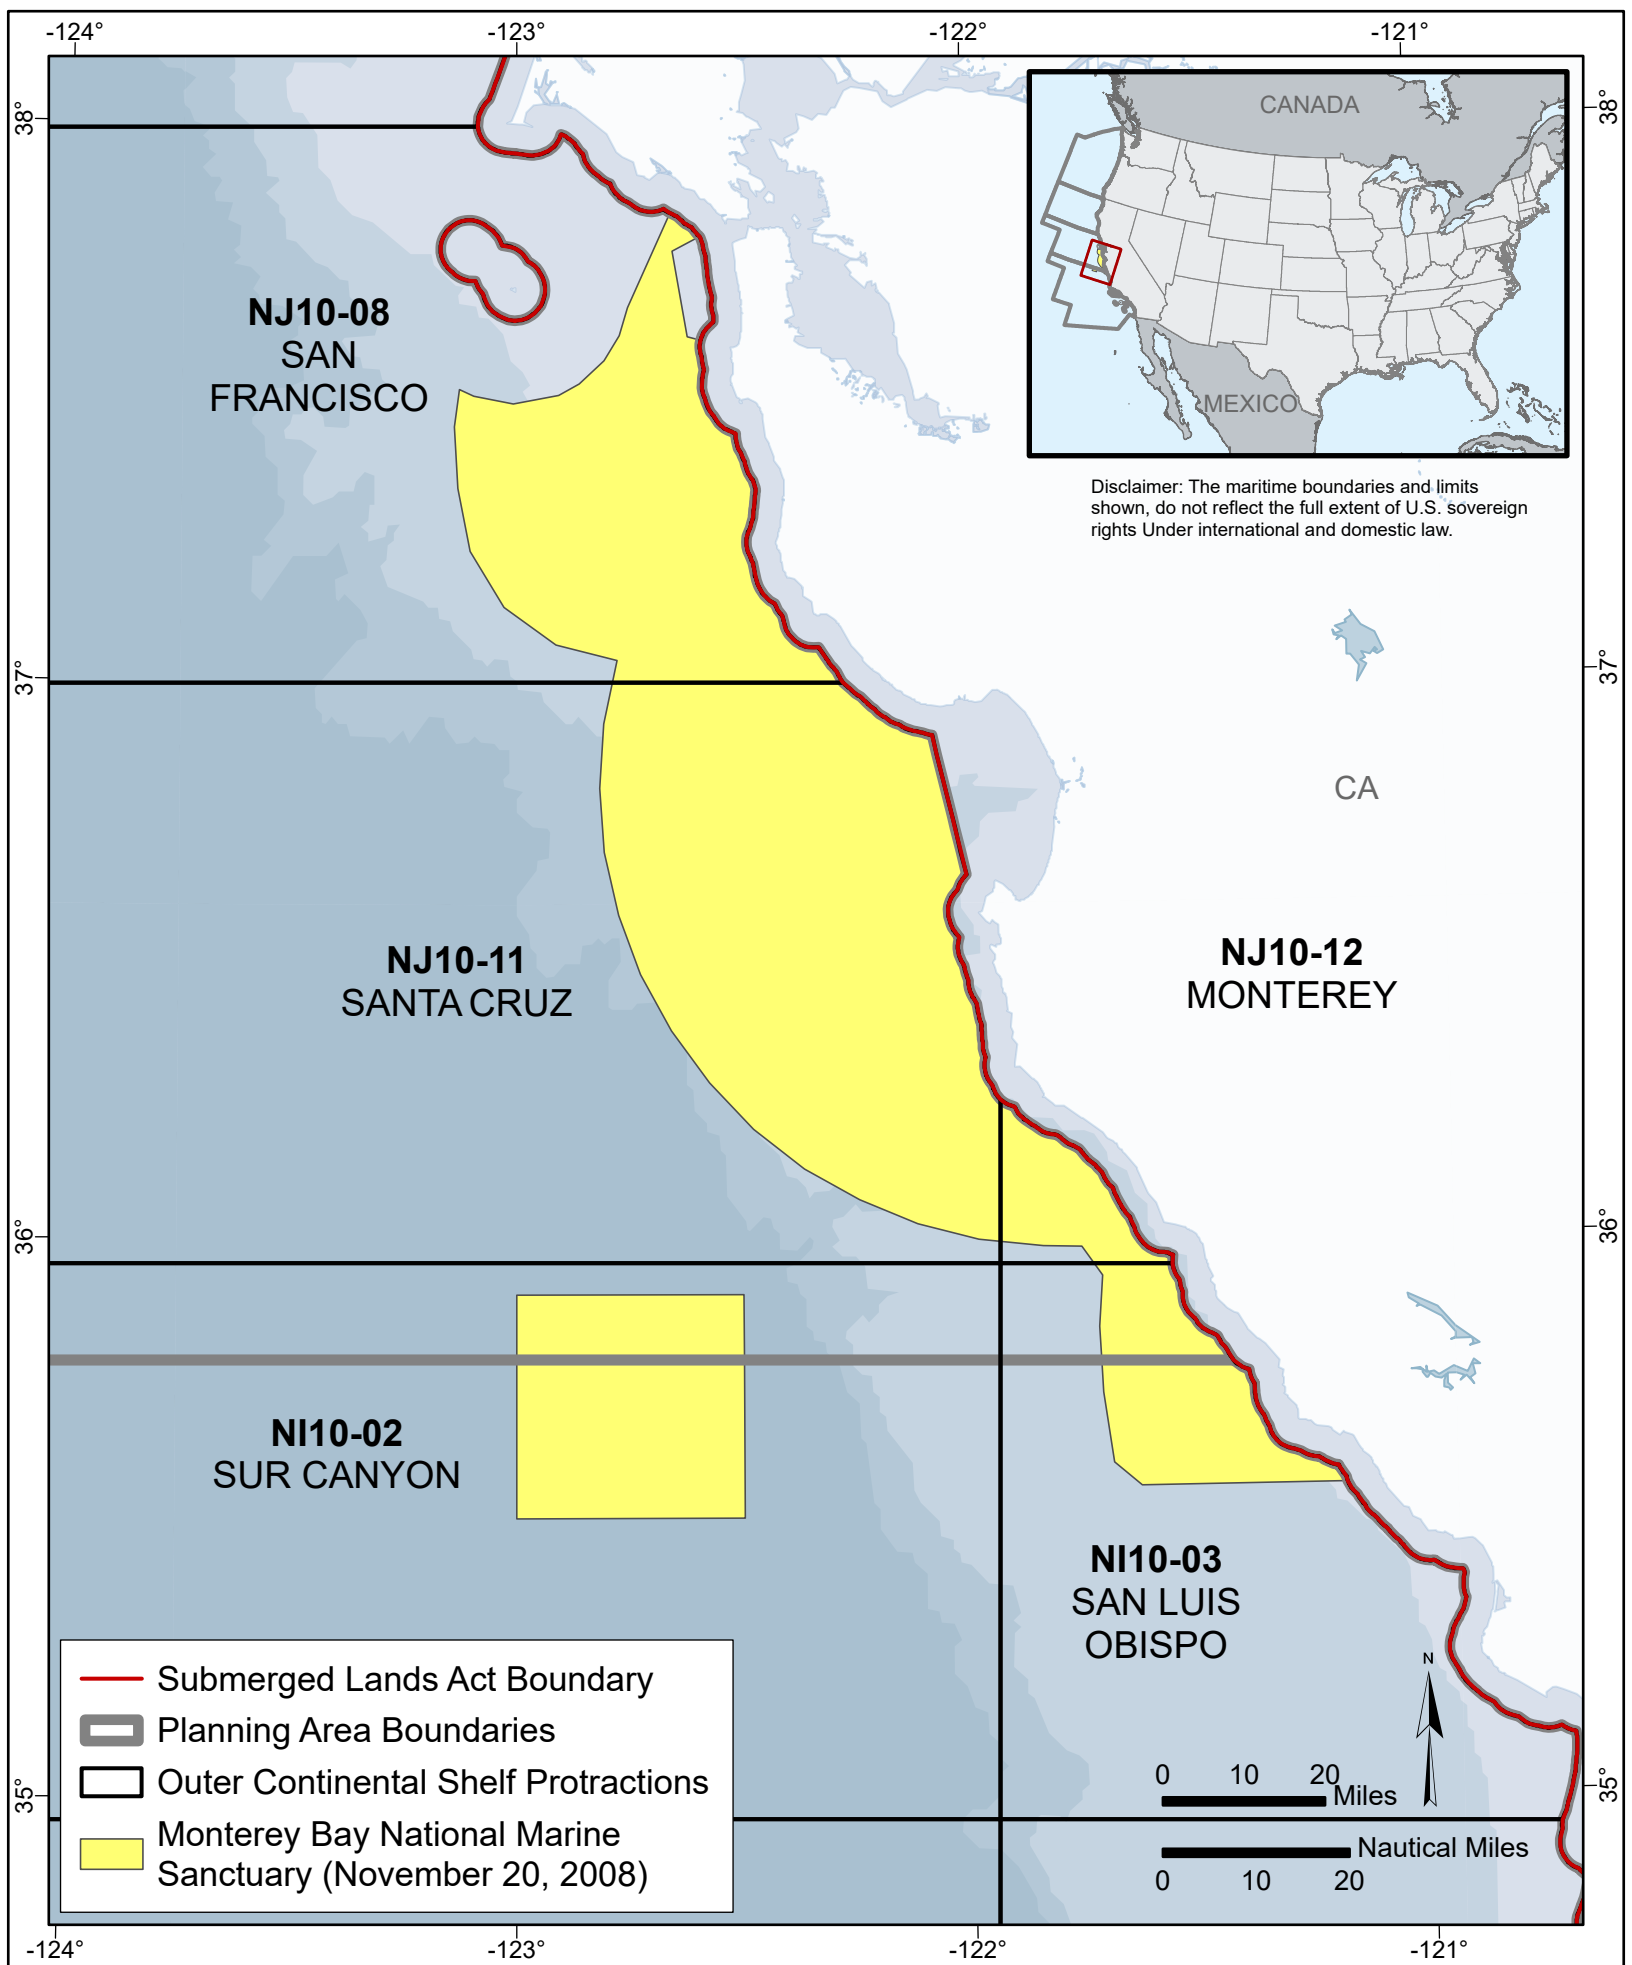 -124°
-123°
-122°
-121°
38°
38°
CANADA
MEXICO
NJ10-08
SAN
FRANCISCO
Disclaimer: The maritime boundaries and limits
shown, do not reflect the full extent of U.S. sovereign
rights Under international and domestic law.
37°
37°
CA
NJ10-11
SANTA CRUZ
NJ10-12
MONTEREY
36°
36°
NI10-02
SUR CANYON
NI10-03
SAN LUIS
OBISPO
N
Submerged Lands Act Boundary
Planning Area Boundaries
Outer Continental Shelf Protractions
Monterey Bay National Marine
Sanctuary (November 20, 2008)
35°
35°
0 10 20
Miles
Nautical Miles
0 10 20
-124°
-123°
-122°
-121°